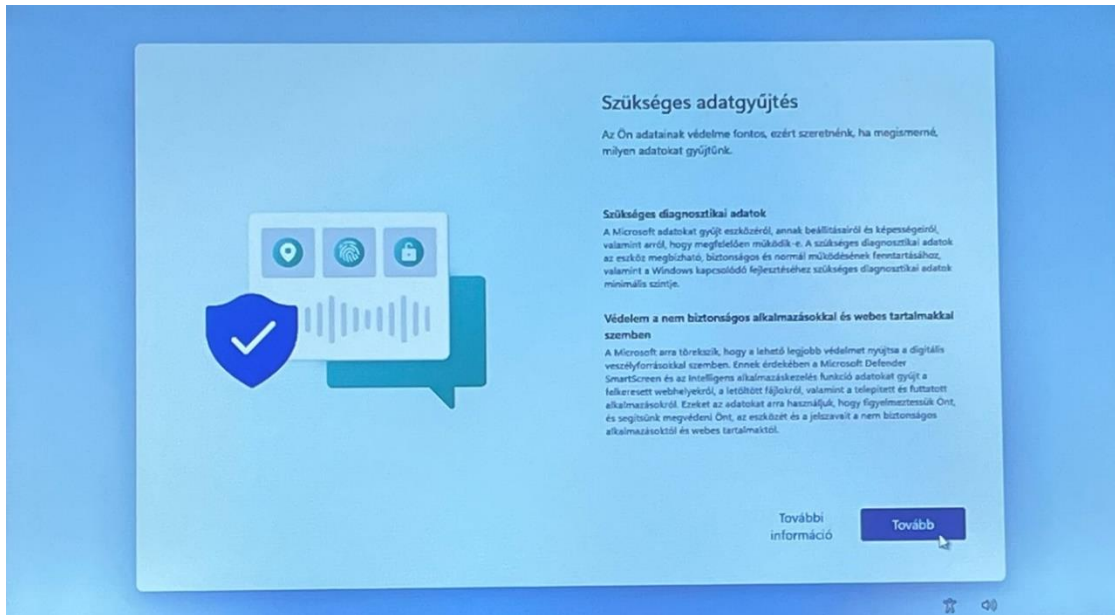 Szükséges adatgyűjtés
Az Ön adatainak védelme fontos, ezért szeretnénk, ha megismerné,
milyen adatokat gyűjtünk.
Szükséges diagnosztikai adatok
A Microsoft adatokat gyűjt eszközéről, annak beállításairól és képességeiről,
valamint arról, hogy megfelelően működik-e. A szükséges diagnosztikai adatok
az eszköz megbízható, biztonságos és normál működésének fenntartásához,
valamint a Windows kapcsolódó fejlesztéséhez szükséges diagnosztikai adatok
minimális szintje.
Védelem a nem biztonságos alkalmazásokkal és webes tartalmakkal
szemben
A Microsoft arra törekszik, hogy a lehető legjobb védelmet nyújtsa a digitális
veszélyforrásokkal szemben. Ennek érdekében a Microsoft Defender
SmartScreen és az Intelligens alkalmazáskezelés funkció adatokat gyűjt a
felkeresett webhelyekről, a letöltött fájlokról, valamint a telepített és futtatott
alkalmazásokról. Ezeket az adatokat arra használjuk, hogy figyelmeztessük Önt,
és segítsünk megvédeni Önt, az eszközét és a jelszavait a nem biztonságos
alkalmazásoktól és webes tartalmaktól.
További
információ
Tovább